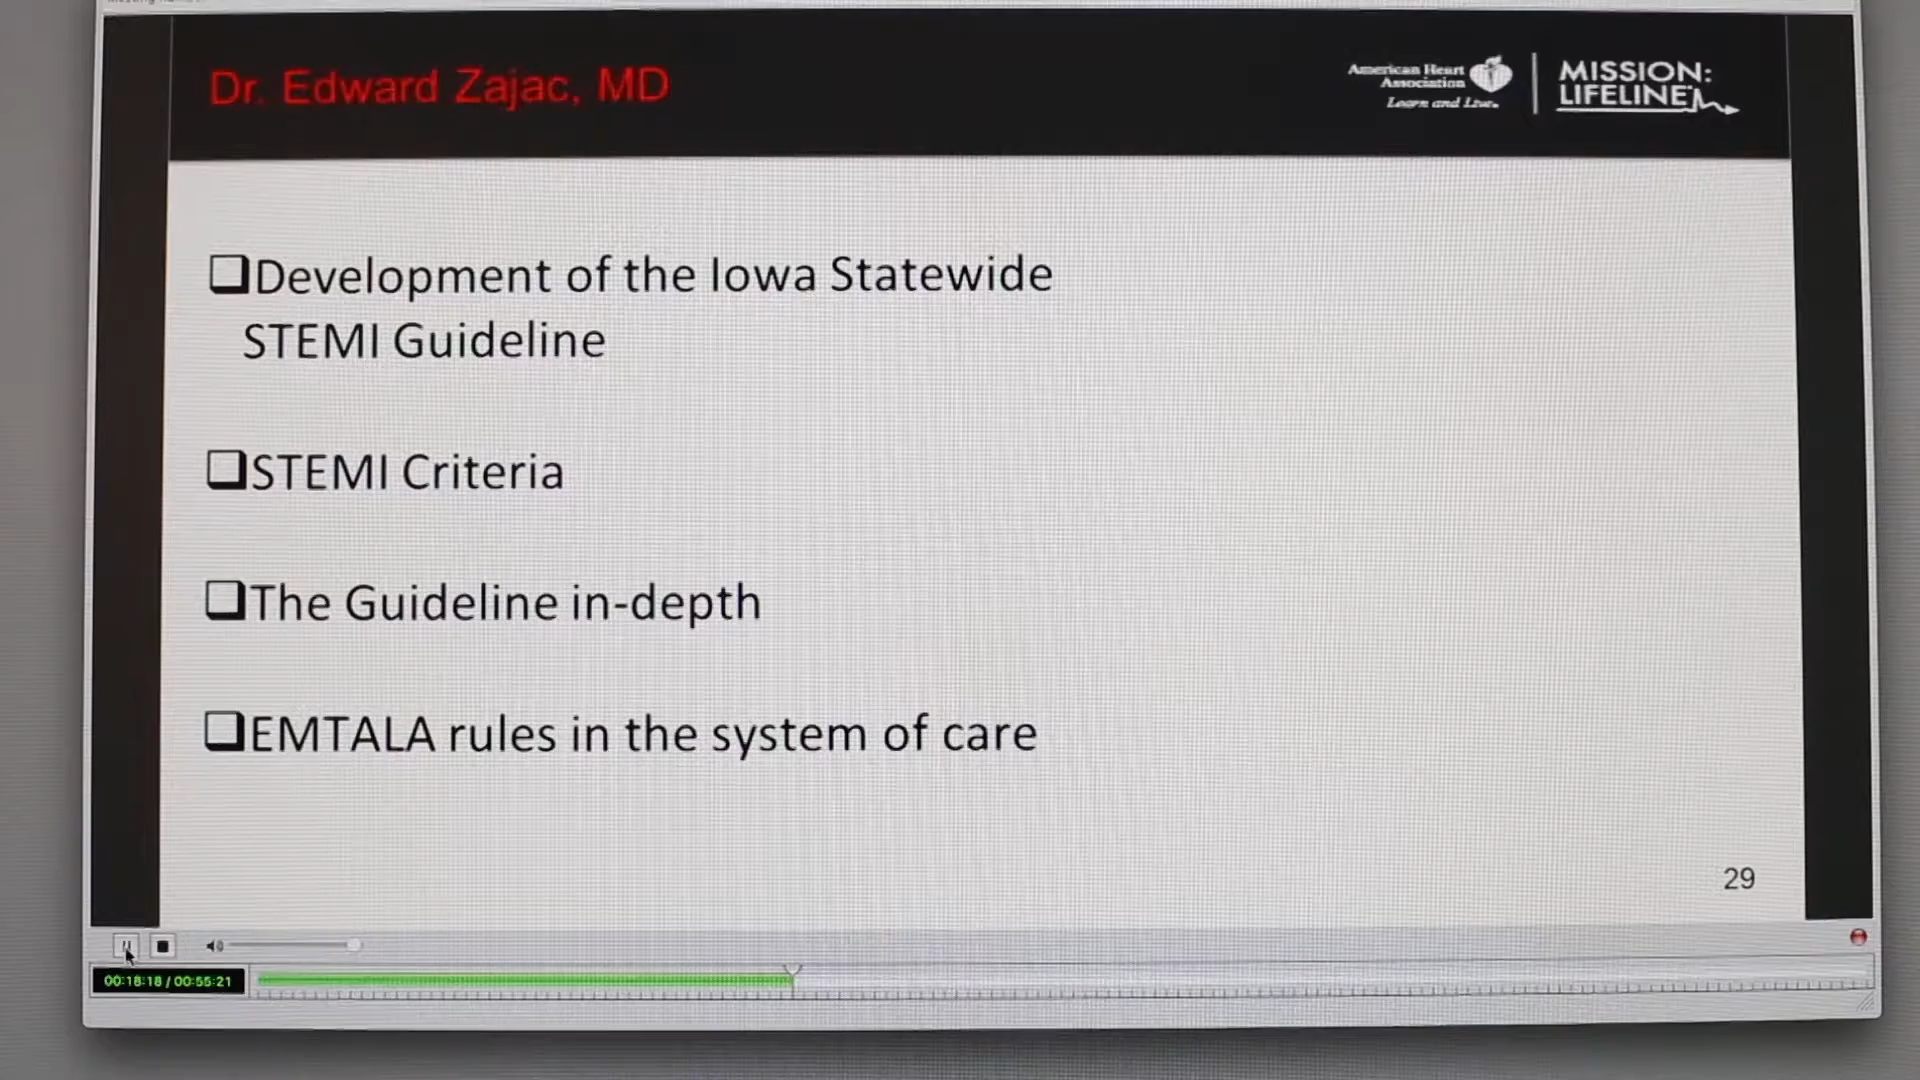 Dr. Edward Zajac, MD
American Heart
Association
Learn and Live
MISSION:
LIFELINE
❑Development of the Iowa Statewide
STEMI Guideline
❑STEMI Criteria
❑The Guideline in-depth
❑EMTALA rules in the system of care
29
00:18:18 / 00:55:21